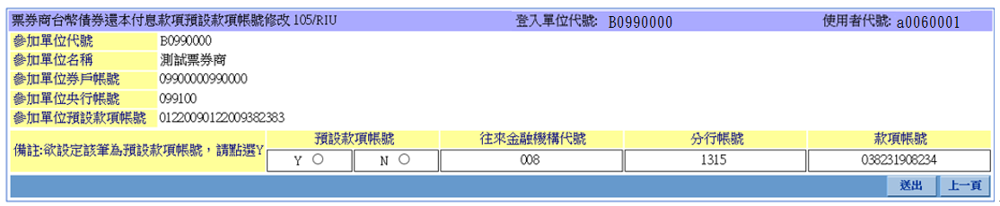 票券商台幣債券還本付息款項預設款項帳號修改 105/RIU 登入單位代號: B0990000 使用者代號: a0060001
參加單位代號 B0990000
參加單位名稱 測試票券商
參加單位券戶帳號 09900000990000
參加單位央行帳號 099100
參加單位預設款項帳號 01220090122009382383
備註:欲設定該筆為預設款項帳號，請點選Y
預設款項帳號 往來金融機構代號 分行帳號 款項帳號
Y N 008 1315 038231908234
送出 上一頁